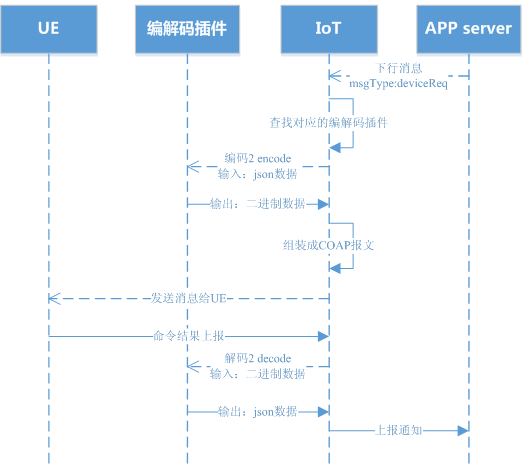 UE
编解码插件
IoT
APP server
下行消息
msgType:deviceReq
查找对应的编解码插件
编码2 encode
输入：json数据
输出：二进制数据
组装成COAP报文
发送消息给UE
命令结果上报
解码2 decode
输入：二进制数据
输出：json数据
上报通知